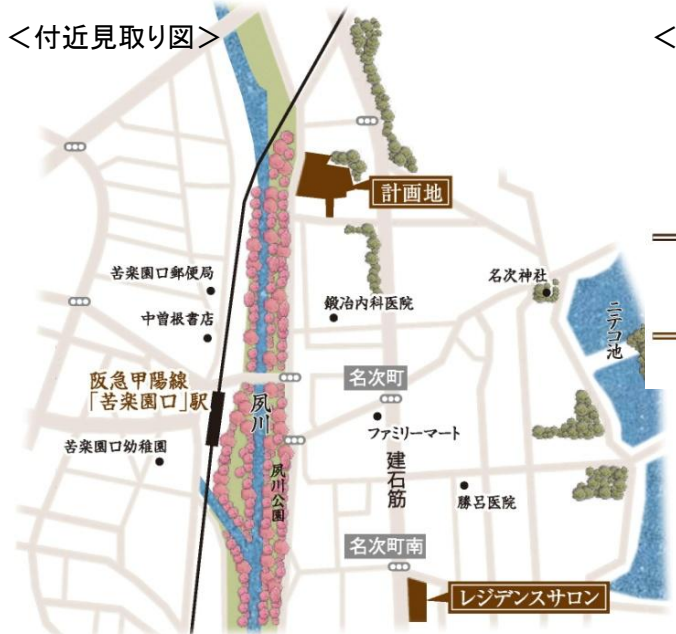 <付近見取り図>
<
計画地
苦楽園口郵便局
名次神社
鍛冶内科医院
中曽根書店
ニテコ池
阪急甲陽線
「苦楽園口」駅
夙川
名次町
ファミリーマート
苦楽園口幼稚園
夙川公園
建石筋
勝呂医院
名次町南
レジデンスサロン